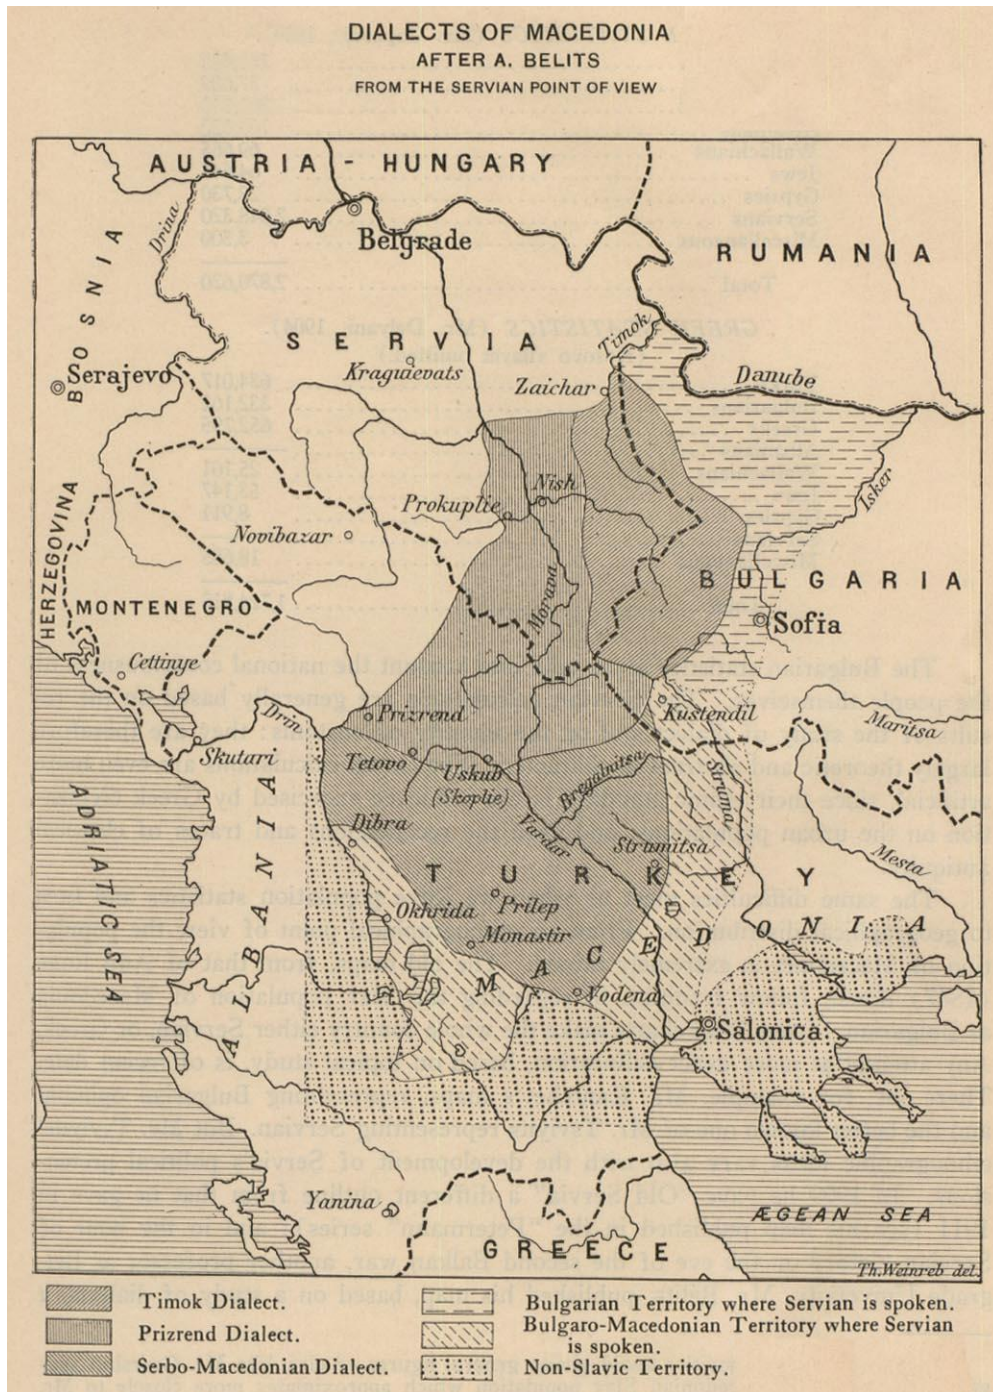 DIALECTS OF MACEDONIA
AFTER A. BELITS
FROM THE SERVIAN POINT OF VIEW
AUSTRIA - HUNGARY
Drina
Belgrade
BOSNIA
RUMANIA
SERVIA
Timok
Kraguievats
Serajevo
Zaichar
Danube
Nish
Isker
Prokuplie
Novibazar
HERZEGOVINA
BULGARIA
MONTENEGRO
Morava
Sofia
Cettinye
Prizrend
Kustendil
Drin
Maritsa
Skutari
Tetovo
Uskub
(Skoplie)
Bregalnitsa
Struma
ADRIATIC SEA
ALBANIA
Dibra
Vardar
Strumitsa
Mesta
TURKEY
Okhrida
Prilep
Monastir
MACEDONIA
Vodena
Salonica
Yanina
ÆGEAN SEA
GREECE
Th. Weinreb del.
Timok Dialect.
Prizrend Dialect.
Serbo-Macedonian Dialect.
Bulgarian Territory where Servian is spoken.
Bulgaro-Macedonian Territory where Servian
is spoken.
Non-Slavic Territory.